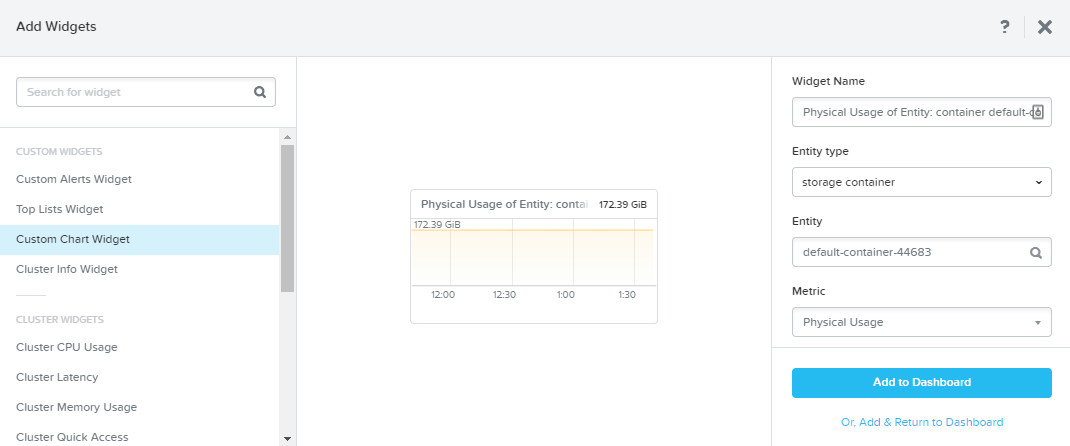 Add Widgets
?
Search for widget
CUSTOM WIDGETS
Custom Alerts Widget
Top Lists Widget
Custom Chart Widget
Cluster Info Widget
CLUSTER WIDGETS
Cluster CPU Usage
Cluster Latency
Cluster Memory Usage
Cluster Quick Access
Physical Usage of Entity: contai 172.39 GiB
172.39 GiB
12:00 12:30 1:00 1:30
Widget Name
Physical Usage of Entity: container default-co
Entity type
storage container
Entity
default-container-44683
Metric
Physical Usage
Add to Dashboard
Or, Add & Return to Dashboard